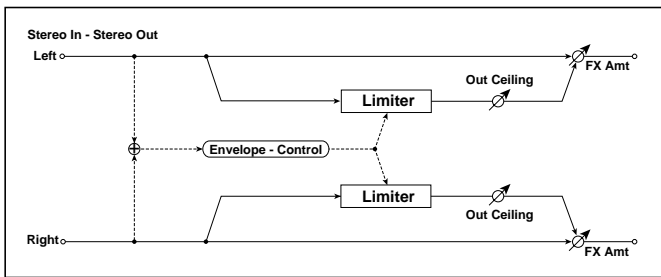 Stereo In - Stereo Out
Left
FX Amt
Out Ceiling
Limiter
Envelope - Control
Limiter
Out Ceiling
Right
FX Amt